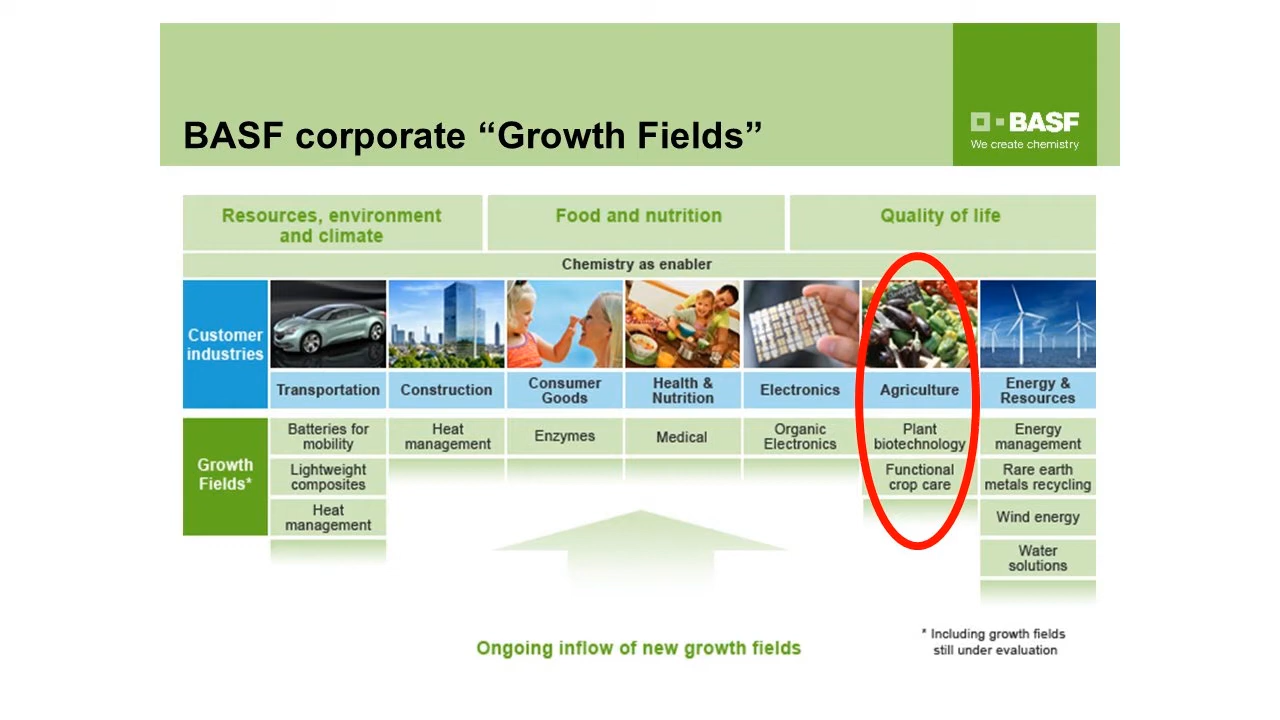 BASF corporate “Growth Fields”
BASF
We create chemistry
Resources, environment
and climate
Food and nutrition
Quality of life
Chemistry as enabler
Customer
industries
Transportation
Construction
Consumer
Goods
Health &
Nutrition
Electronics
Agriculture
Energy &
Resources
Growth
Fields*
Batteries for
mobility
Heat
management
Enzymes
Medical
Organic
Electronics
Plant
biotechnology
Energy
management
Lightweight
composites
Functional
crop care
Rare earth
metals recycling
Heat
management
Wind energy
Water
solutions
Ongoing inflow of new growth fields
* Including growth fields
still under evaluation